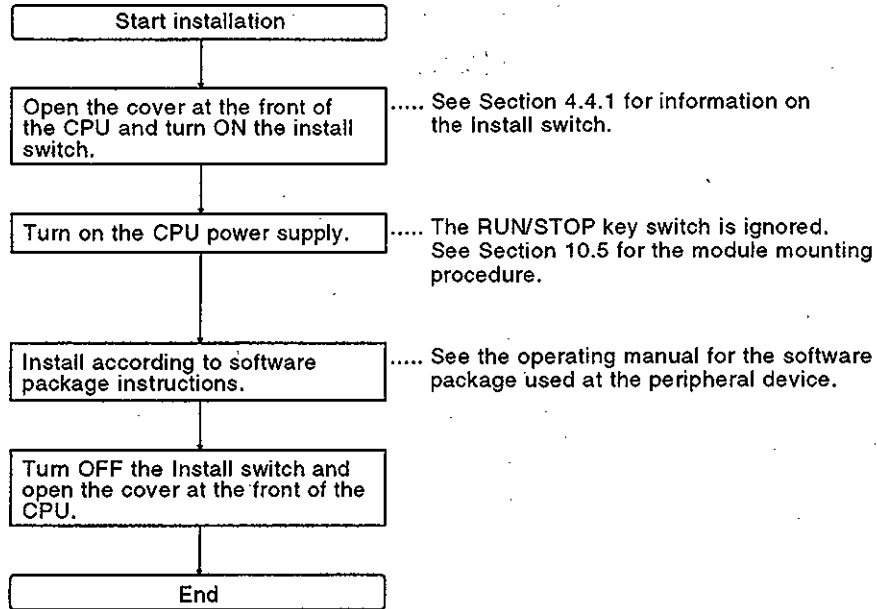 Start installation
Open the cover at the front of
the CPU and turn ON the install
switch.
..... See Section 4.4.1 for information on
the Install switch.
Turn on the CPU power supply.
..... The RUN/STOP key switch is ignored.
See Section 10.5 for the module mounting
procedure.
Install according to software
package instructions.
..... See the operating manual for the software
package used at the peripheral device.
Turn OFF the Install switch and
open the cover at the front of the
CPU.
End